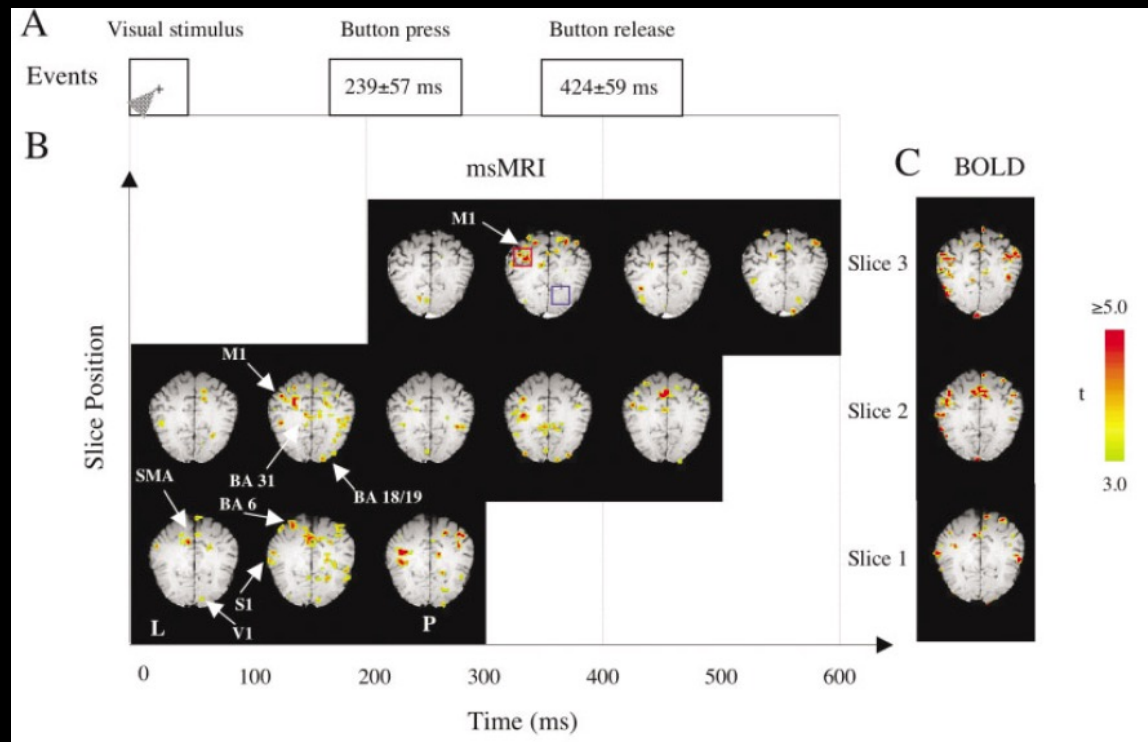 A
Visual stimulus
Button press
Button release
Events
239±57 ms
424±59 ms
B
msMRI
C
BOLD
M1
Slice 3
≥5.0
M1
Slice Position
Slice 2
t
BA 31
BA 18/19
3.0
SMA
BA 6
Slice 1
S1
V1
L
P
0 100 200 300 400 500 600
Time (ms)